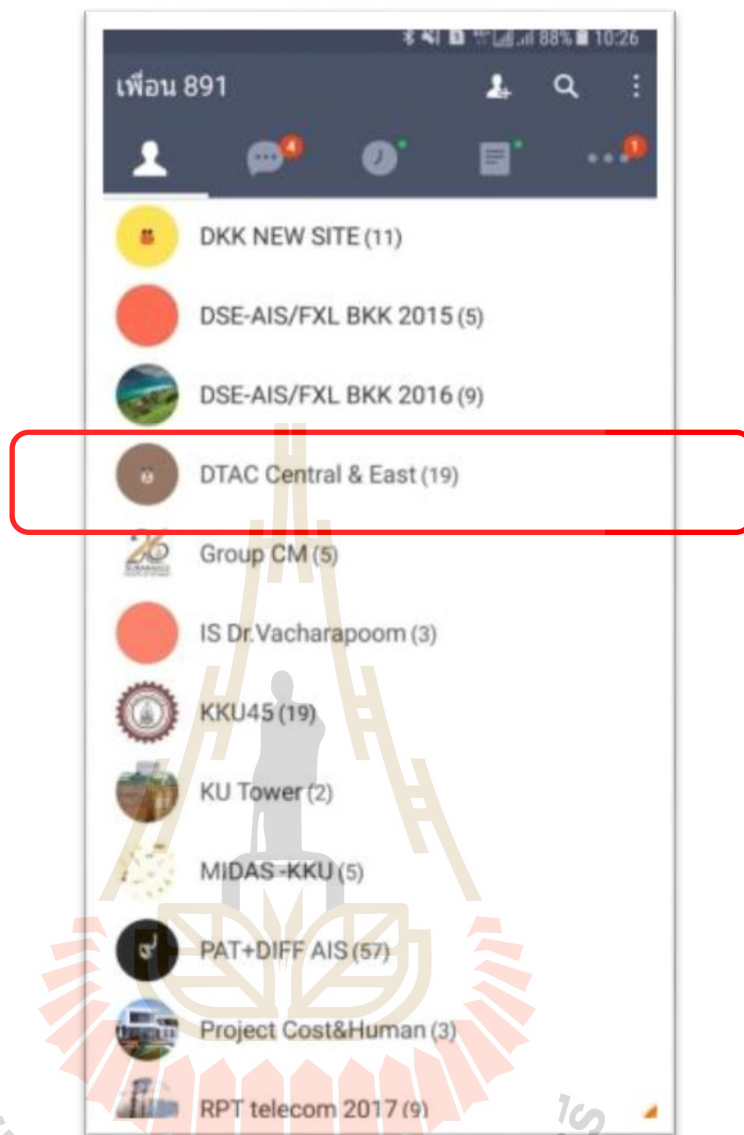 88% 10:26
เพื่อน 891
4
1
DKK NEW SITE (11)
DSE-AIS/FXL BKK 2015 (5)
DSE-AIS/FXL BKK 2016 (9)
DTAC Central & East (19)
26
Group CM (5)
IS Dr.Vacharapoom (3)
KKU45 (19)
KU Tower (2)
MIDAS -KKU (5)
PAT+DIFF AIS (57)
Project Cost&Human (3)
RPT telecom 2017 (9)